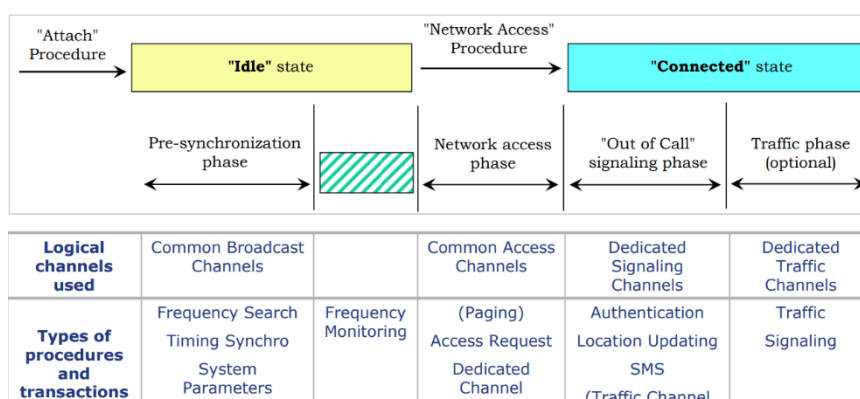 "Attach"
Procedure
"Idle" state
"Network Access"
Procedure
"Connected" state
Pre-synchronization
phase
Network access
phase
"Out of Call"
signaling phase
Traffic phase
(optional)
Logical
channels
used
Common Broadcast
Channels
Common Access
Channels
Dedicated
Signaling
Channels
Dedicated
Traffic
Channels
Types of
procedures
and
transactions
Frequency Search
Timing Synchro
System
Parameters
Frequency
Monitoring
(Paging)
Access Request
Dedicated
Channel
Authentication
Location Updating
SMS
(Traffic Channel
Traffic
Signaling